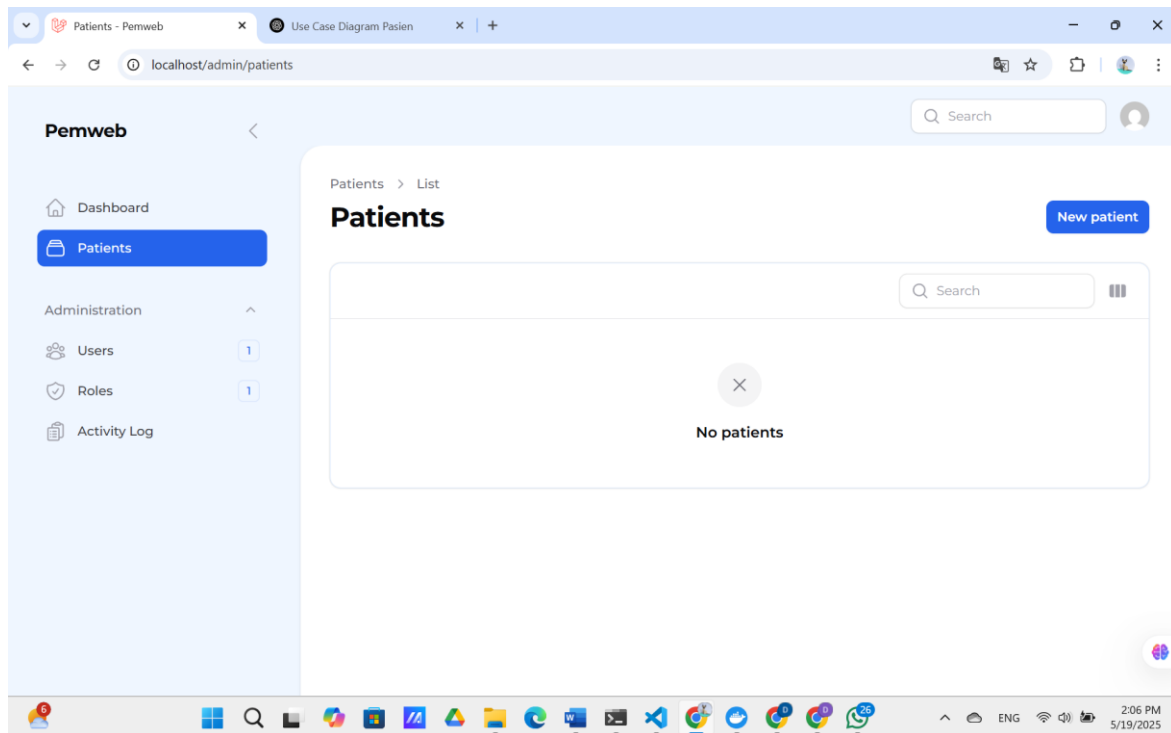 Patients - Pemweb
Use Case Diagram Pasien
localhost/admin/patients
Pemweb
Search
Patients > List
Dashboard
Patients
New patient
Patients
Search
Administration
Users 1
Roles 1
No patients
Activity Log
6
26
ENG
2:06 PM
5/19/2025